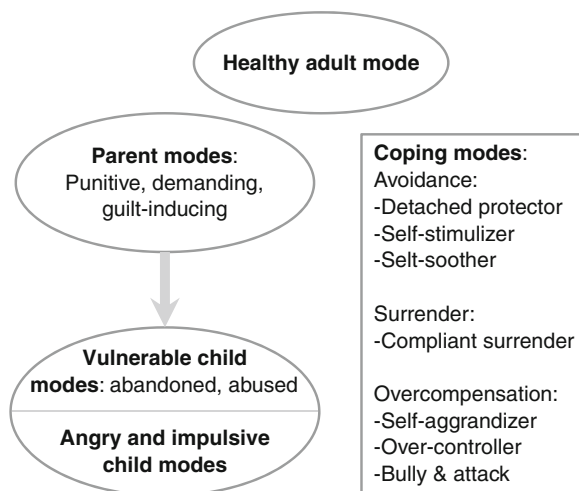 Healthy adult mode
Parent modes:
Punitive, demanding,
guilt-inducing
Vulnerable child
modes: abandoned, abused
Angry and impulsive
child modes
Coping modes:
Avoidance:
-Detached protector
-Self-stimulizer
-Selt-soother
Surrender:
-Compliant surrender
Overcompensation:
-Self-aggrandizer
-Over-controller
-Bully & attack